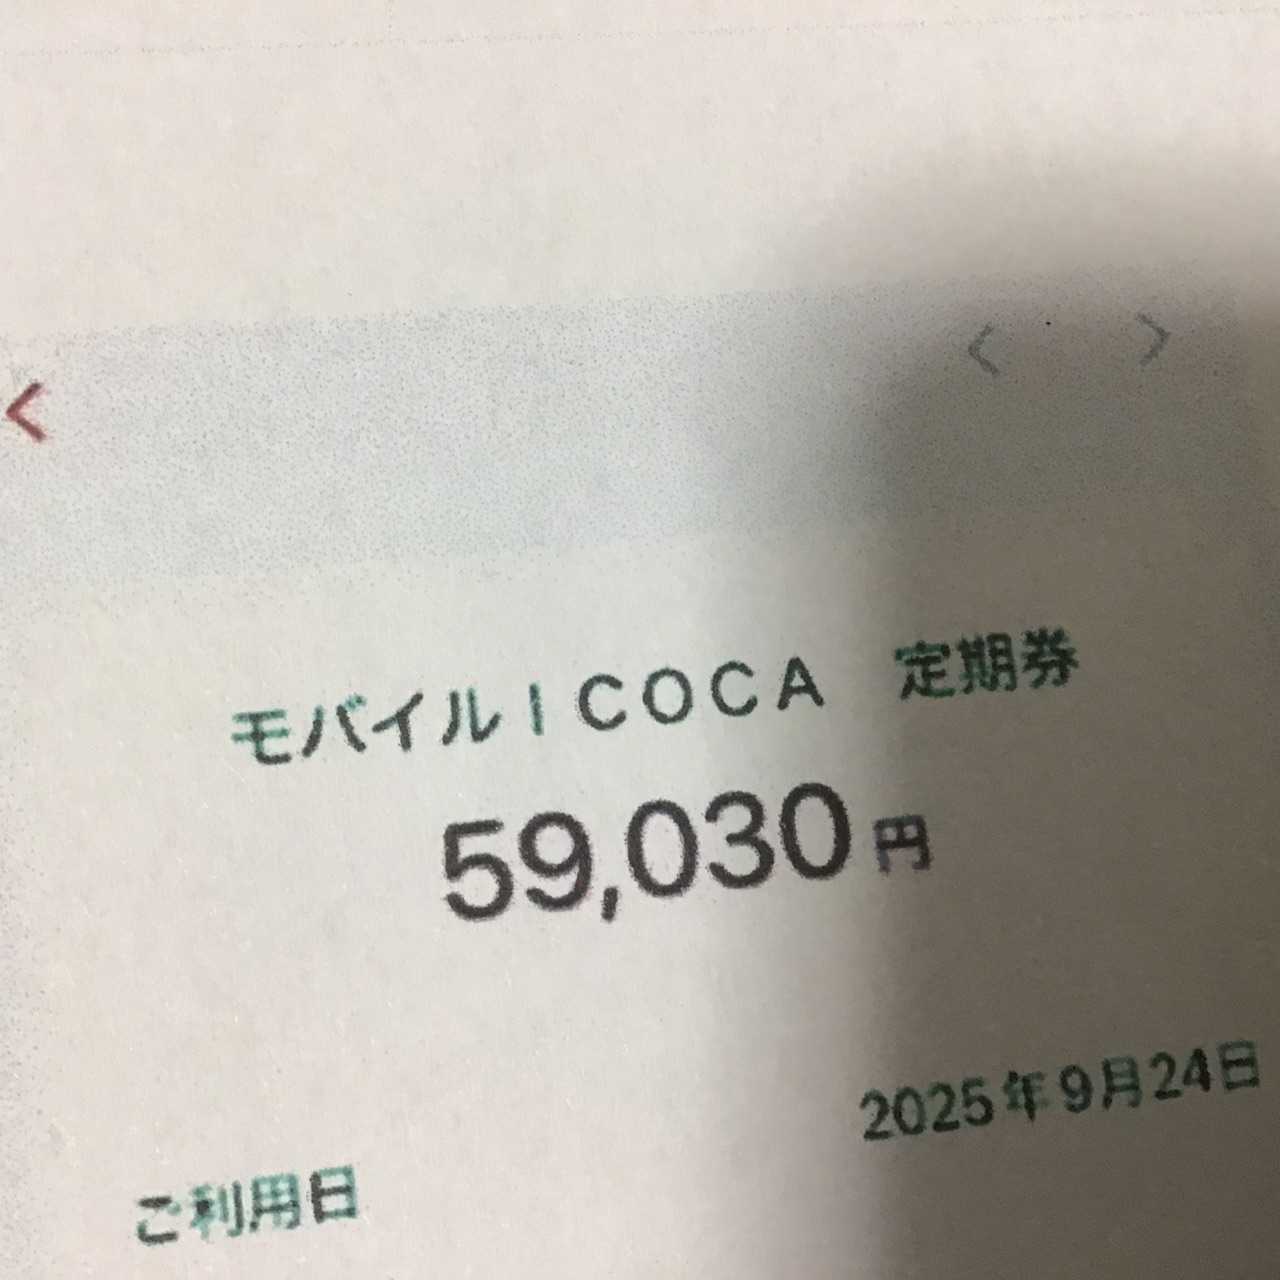 モバイルＩＣＯＣＡ　定期券
59,030円
2025年9月24日
ご利用日